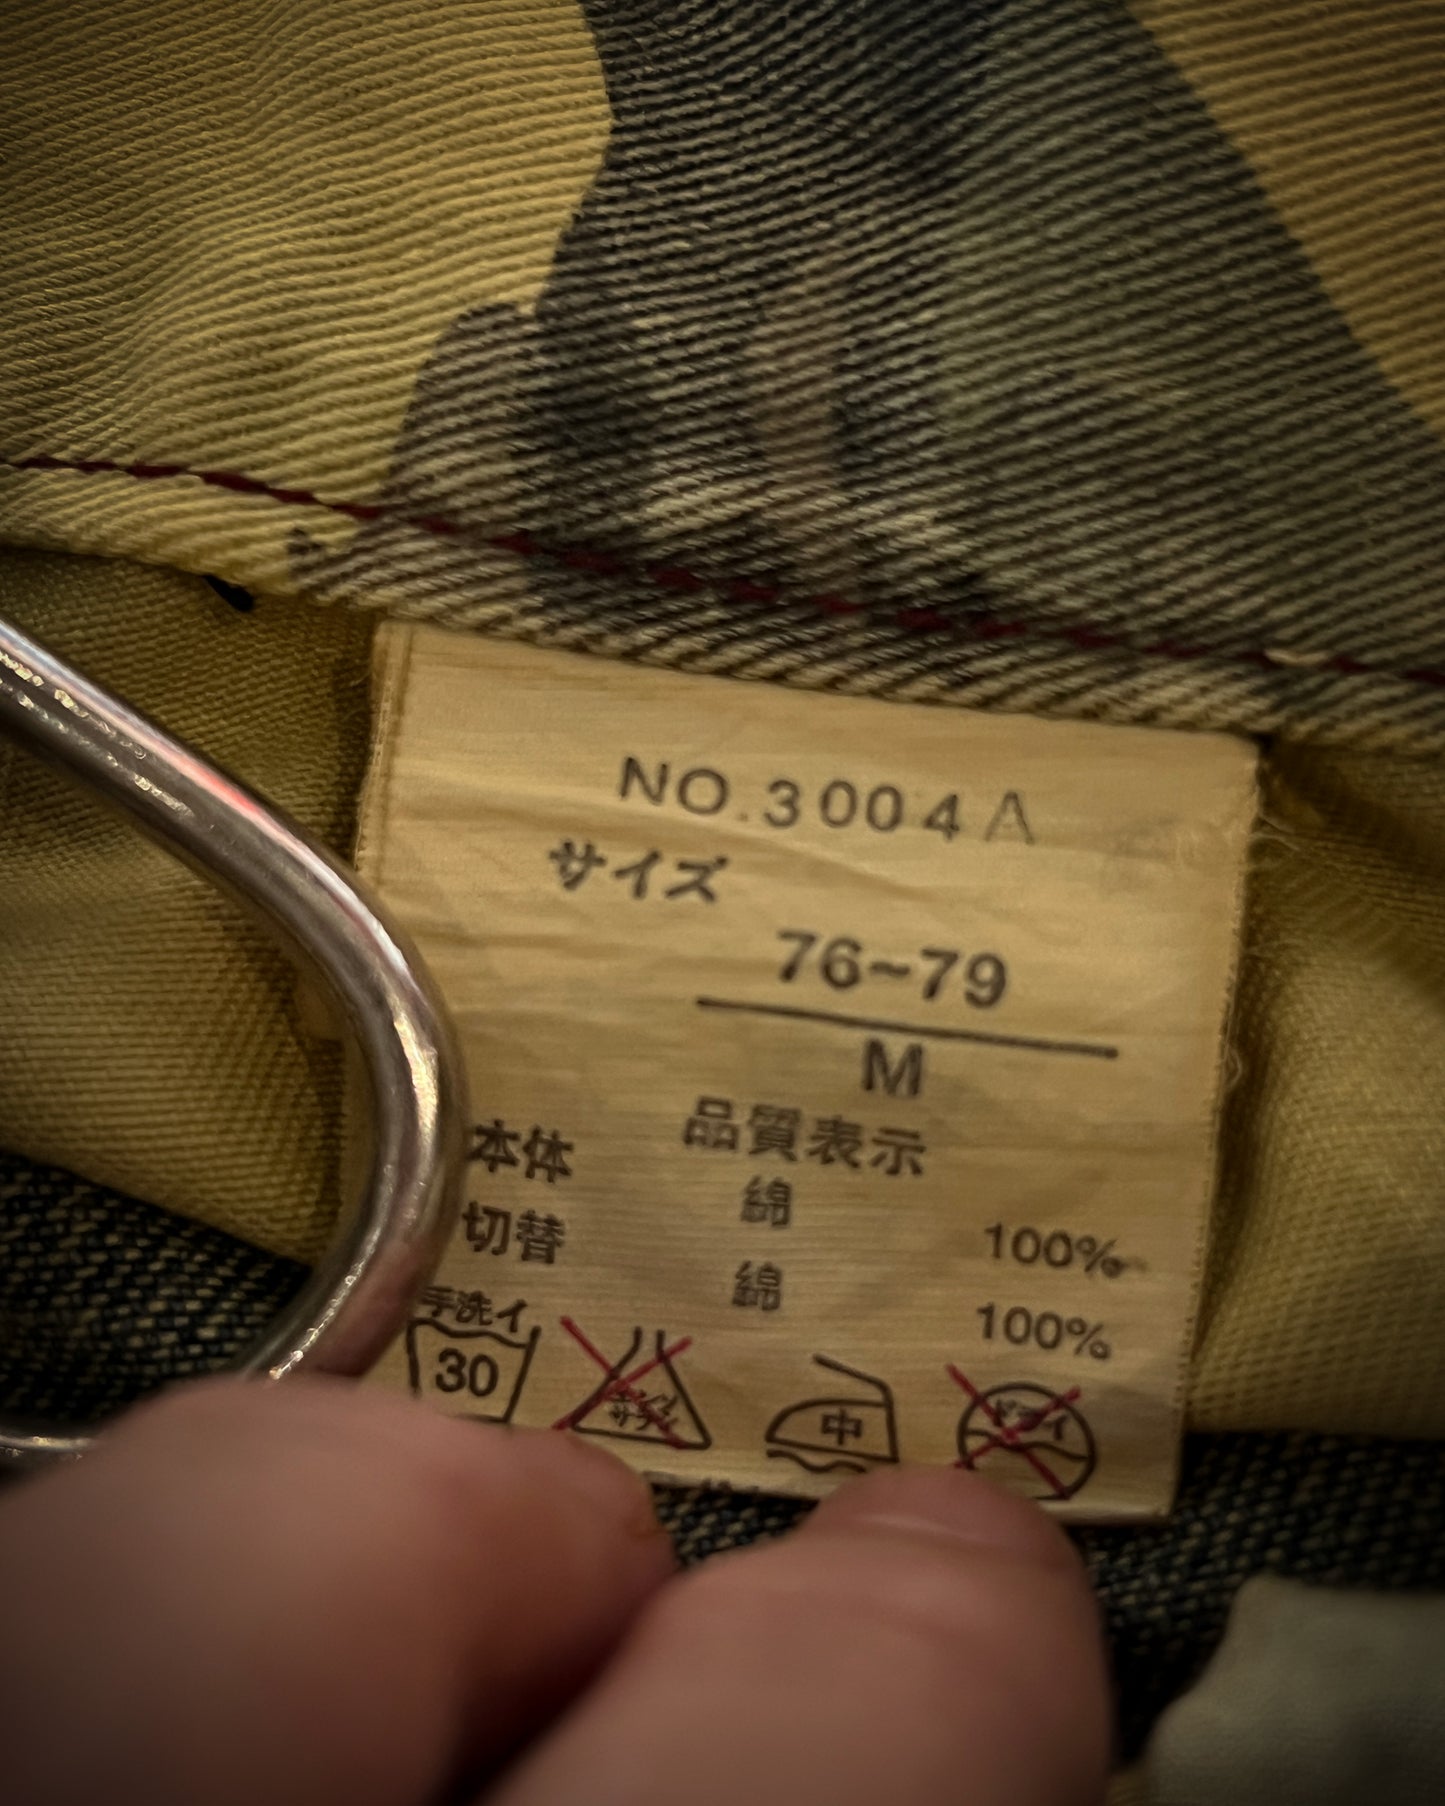 NO.3004A
サイズ
76~79
M
品質表示
本体 綿 100%
切替 綿 100%
手洗イ
30
中
ドライ